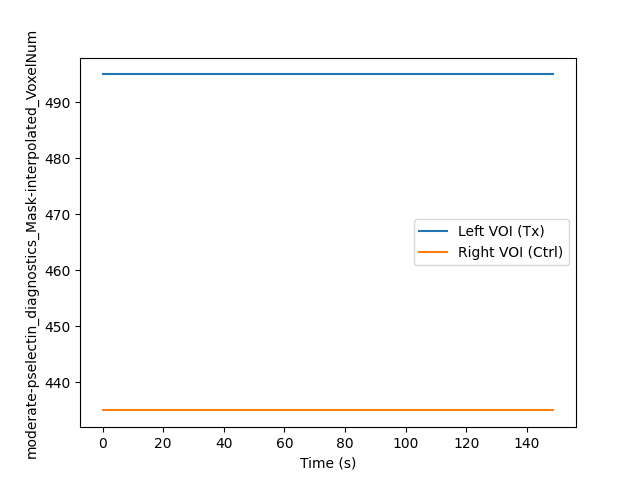 moderate-pselectin_diagnostics_Mask-interpolated_VoxelNum
490
480
470
460
450
440
Left VOI (Tx)
Right VOI (Ctrl)
0 20 40 60 80 100 120 140
Time (s)